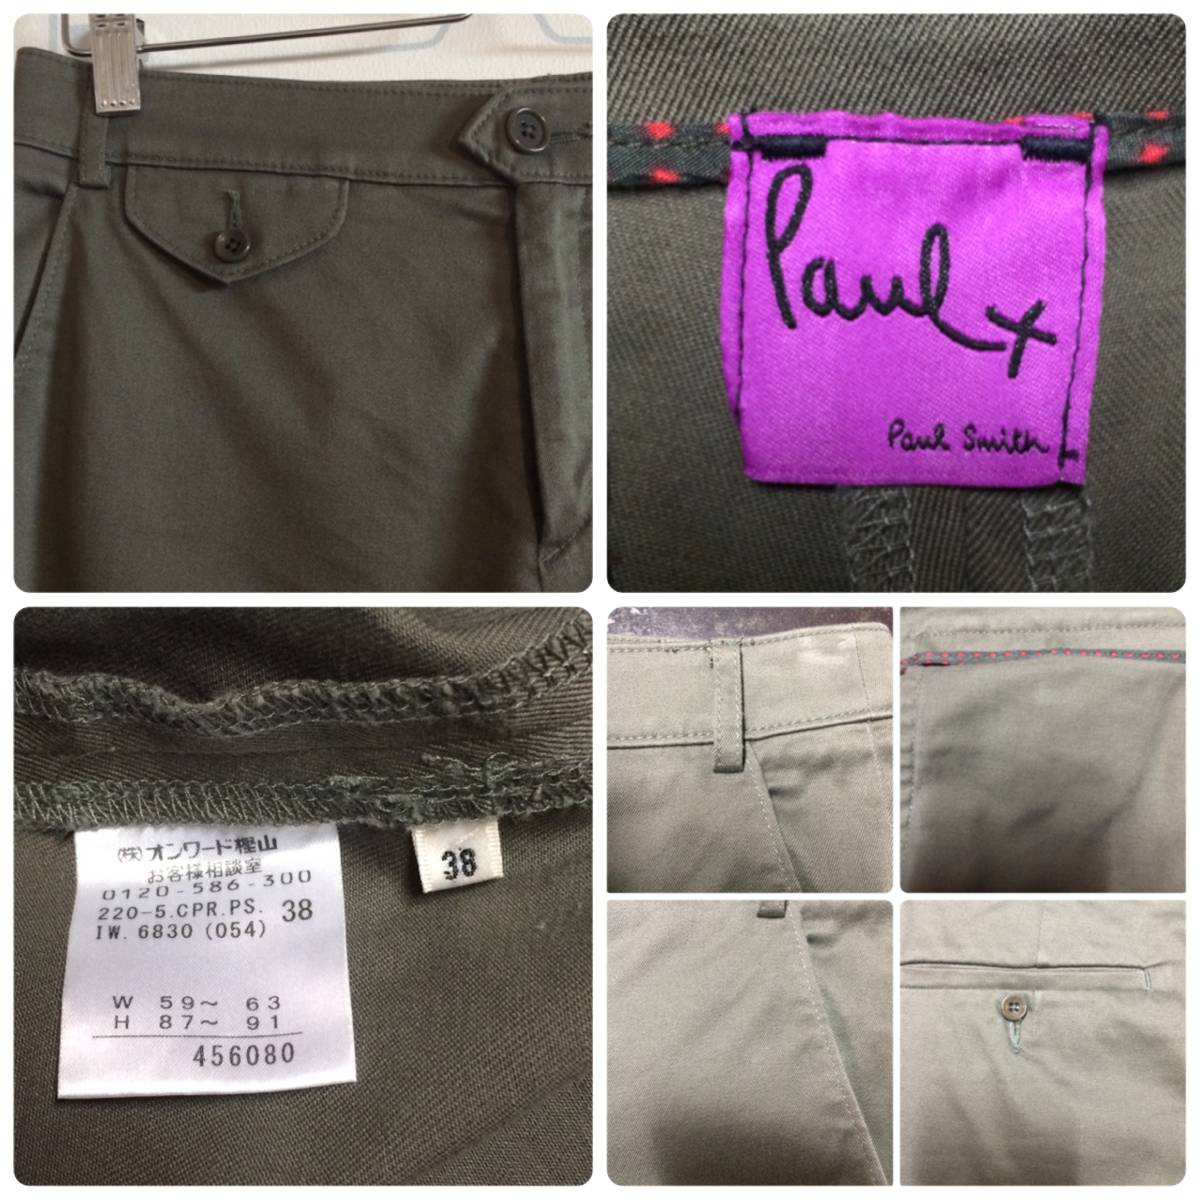 Paul x
Paul Smith
(株)オンワード樫山
お客様相談室
0120-586-300
220-5.CPR.PS. 38
IW. 6830 (054)
W 59～ 63
H 87～ 91
456080
38